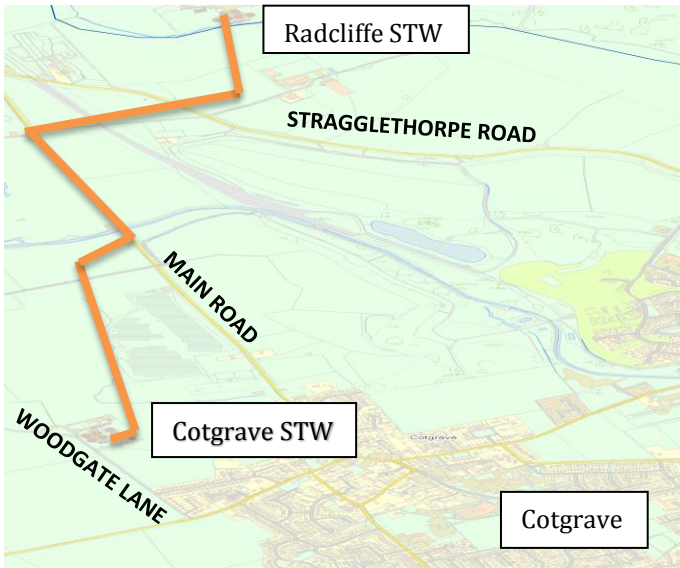 Radcliffe STW
STRAGGLETHORPE ROAD
MAIN ROAD
Cotgrave STW
WOODGATE LANE
Cotgrave
Cotgrave